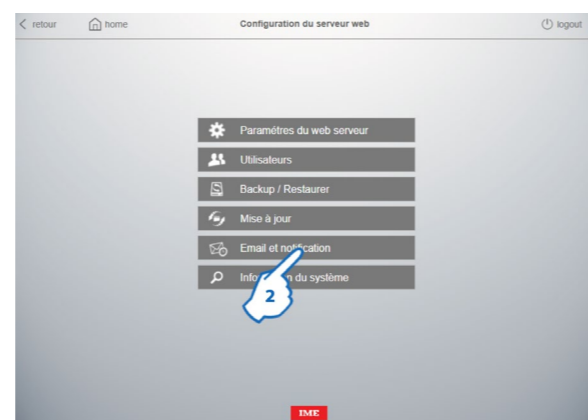 retour home Configuration du serveur web logout
Paramétres du web serveur
Utilisateurs
Backup / Restaurer
Mise à jour
Email et notification
du système
2
IME